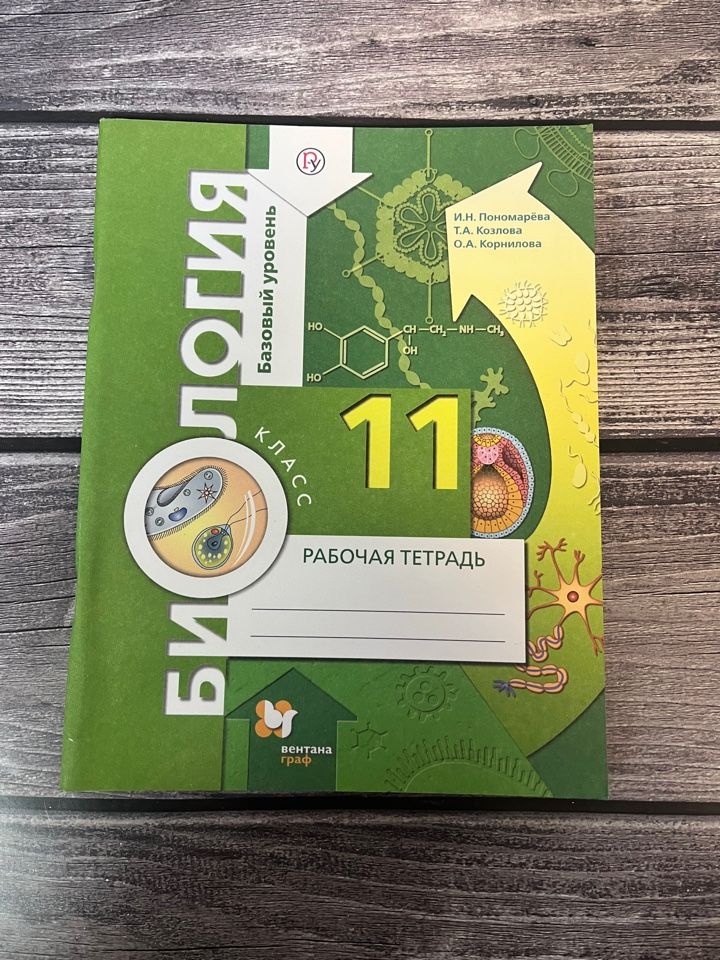 БИОЛОГИЯ
Базовый уровень
РУ
И.Н. Пономарёва
Т.А. Козлова
О.А. Корнилова
HO
HO
CH — CH₂ — NH — CH₃
OH
11
КЛАСС
РАБОЧАЯ ТЕТРАДЬ
вентана
граф